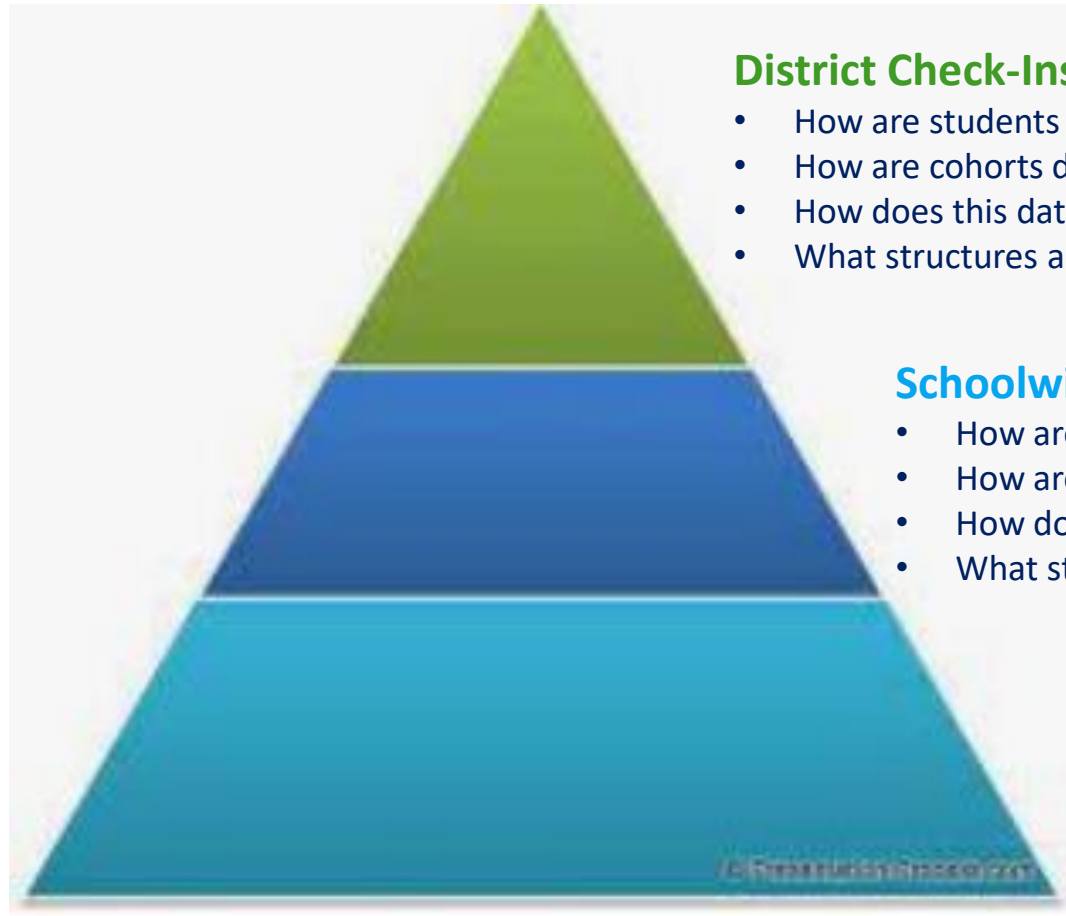 District Check-Ins
• How are students
• How are cohorts d
• How does this dat
• What structures a
Schoolwi
• How are
• How are
• How do
• What st